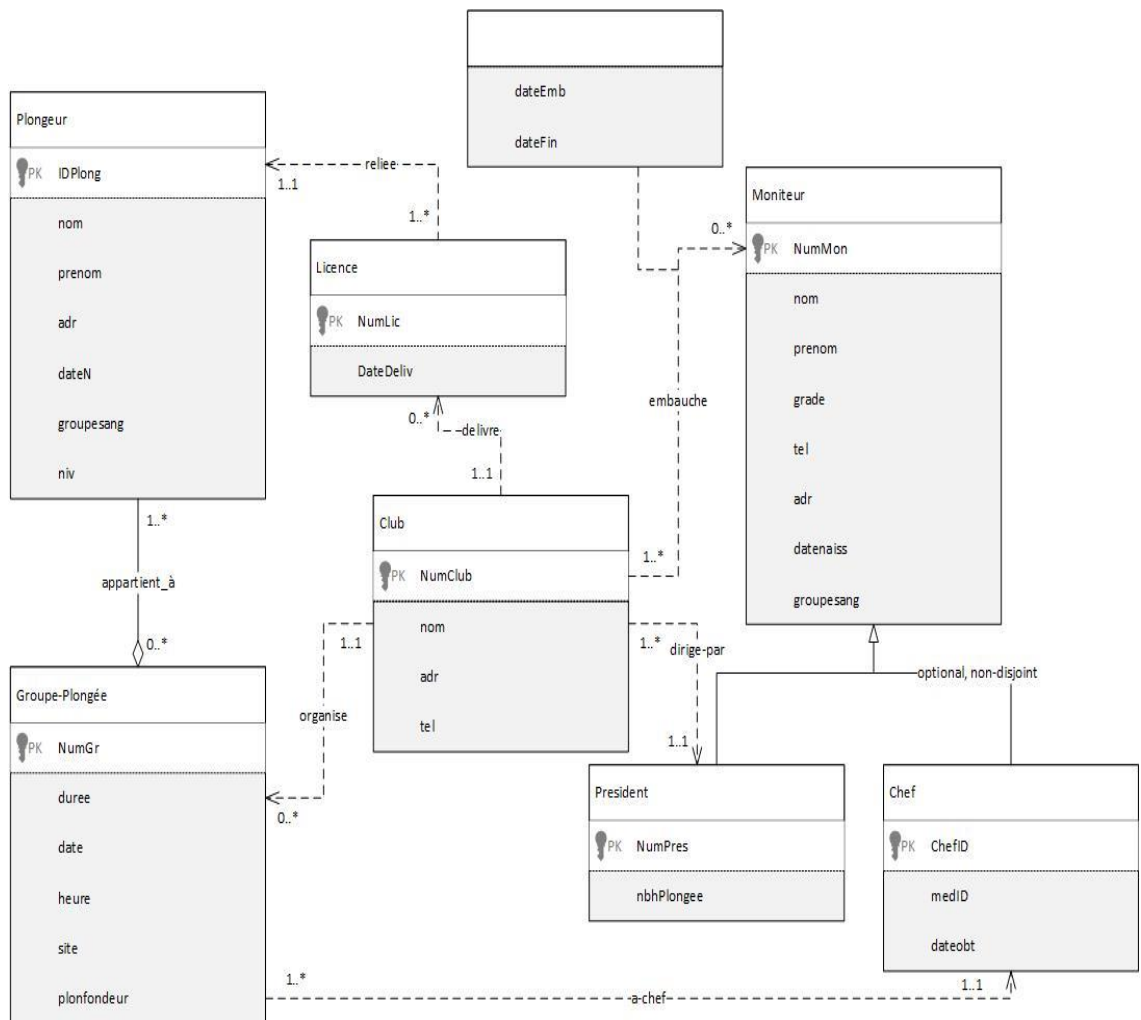 dateEmb
dateFin
Plongeur
PK IDPlong
nom
prenom
adr
dateN
groupesang
niv
reliee
1..1
1..*
Licence
PK NumLic
DateDeliv
0..*
delivre
1..1
Moniteur
PK NumMon
nom
prenom
grade
tel
adr
datenaiss
groupesang
0..*
embauche
1..*
Club
PK NumClub
nom
adr
tel
1..*
appartient_à
0..*
1..1
organise
0..*
1..*
dirige-par
1..1
optional, non-disjoint
Groupe-Plongée
PK NumGr
duree
date
heure
site
plonfondeur
President
PK NumPres
nbhPlongee
Chef
PK ChefID
medID
dateobt
1..*
a-chef
1..1